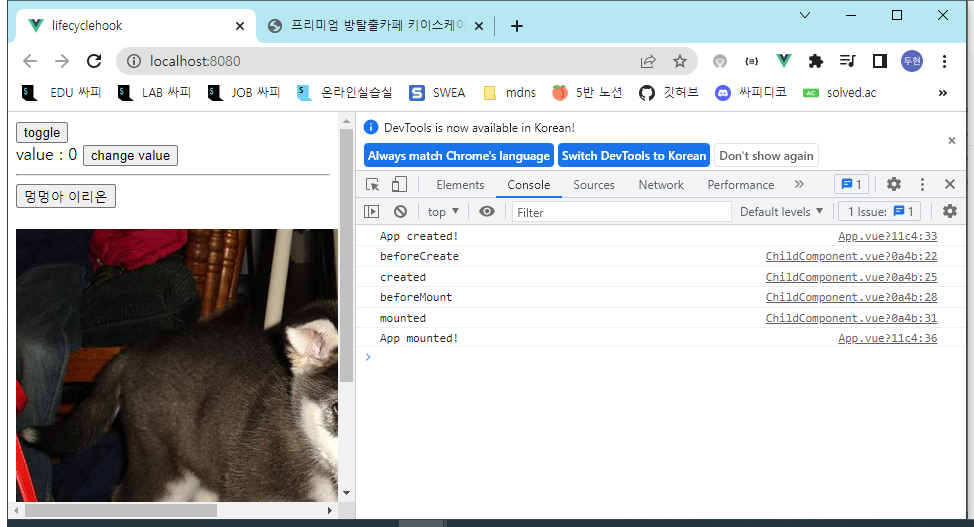 lifecyclehook
프리미엄 방탈출카페 키이스케이
localhost:8080
두현
EDU 싸피
LAB 싸피
JOB 싸피
온라인실습실
SWEA
mdns
5반 노션
깃허브
싸피디코
solved.ac
»
toggle
value : 0 change value
멍멍아 이리온
DevTools is now available in Korean!
Always match Chrome's language
Switch DevTools to Korean
Don't show again
Elements
Console
Sources
Network
Performance
»
1
top
Filter
Default levels
1 Issue: 1
App created! App.vue?11c4:33
beforeCreate ChildComponent.vue?0a4b:22
created ChildComponent.vue?0a4b:25
beforeMount ChildComponent.vue?0a4b:28
mounted ChildComponent.vue?0a4b:31
App mounted! App.vue?11c4:36